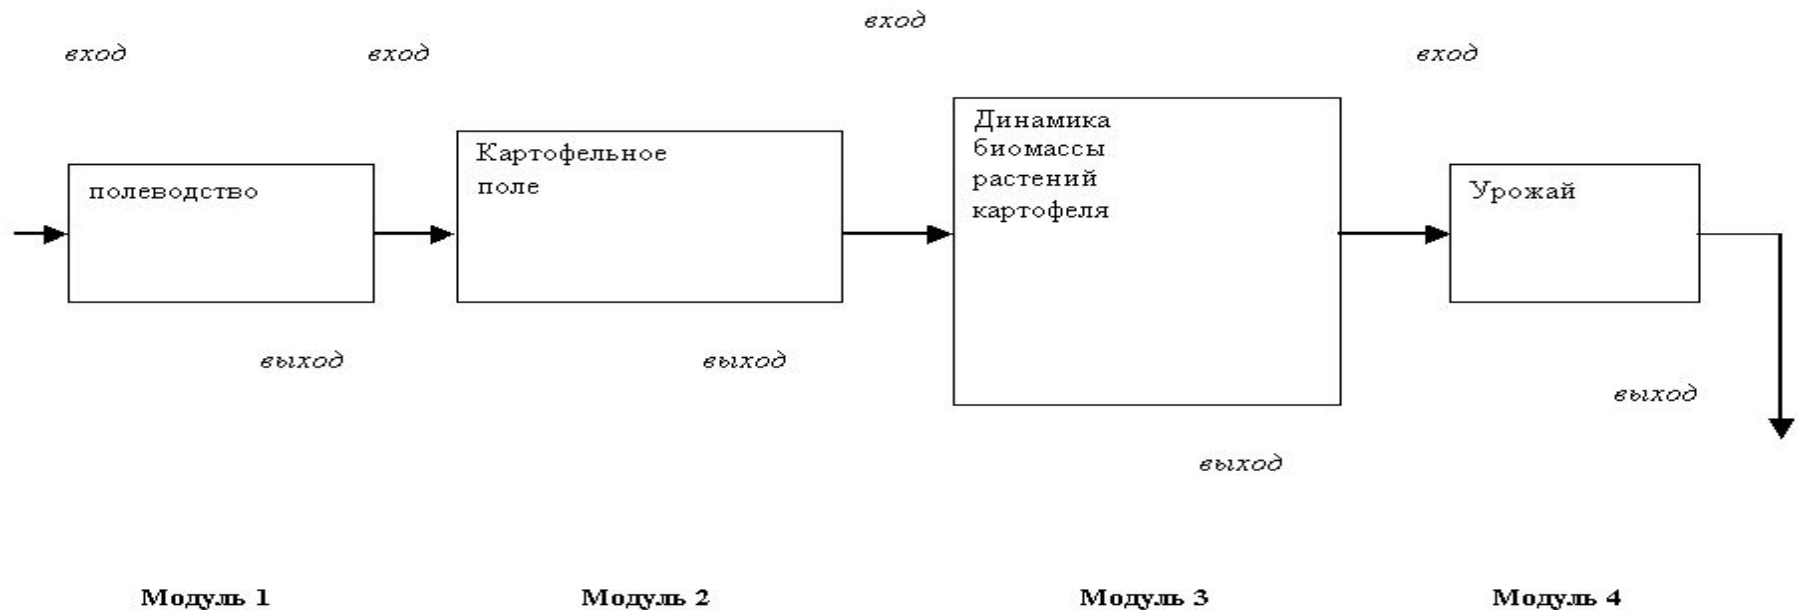 вход
вход
вход
вход
полеводство
Картофельное
поле
Динамика
биомассы
растений
картофеля
Урожай
выход
выход
выход
выход
Модуль 1
Модуль 2
Модуль 3
Модуль 4